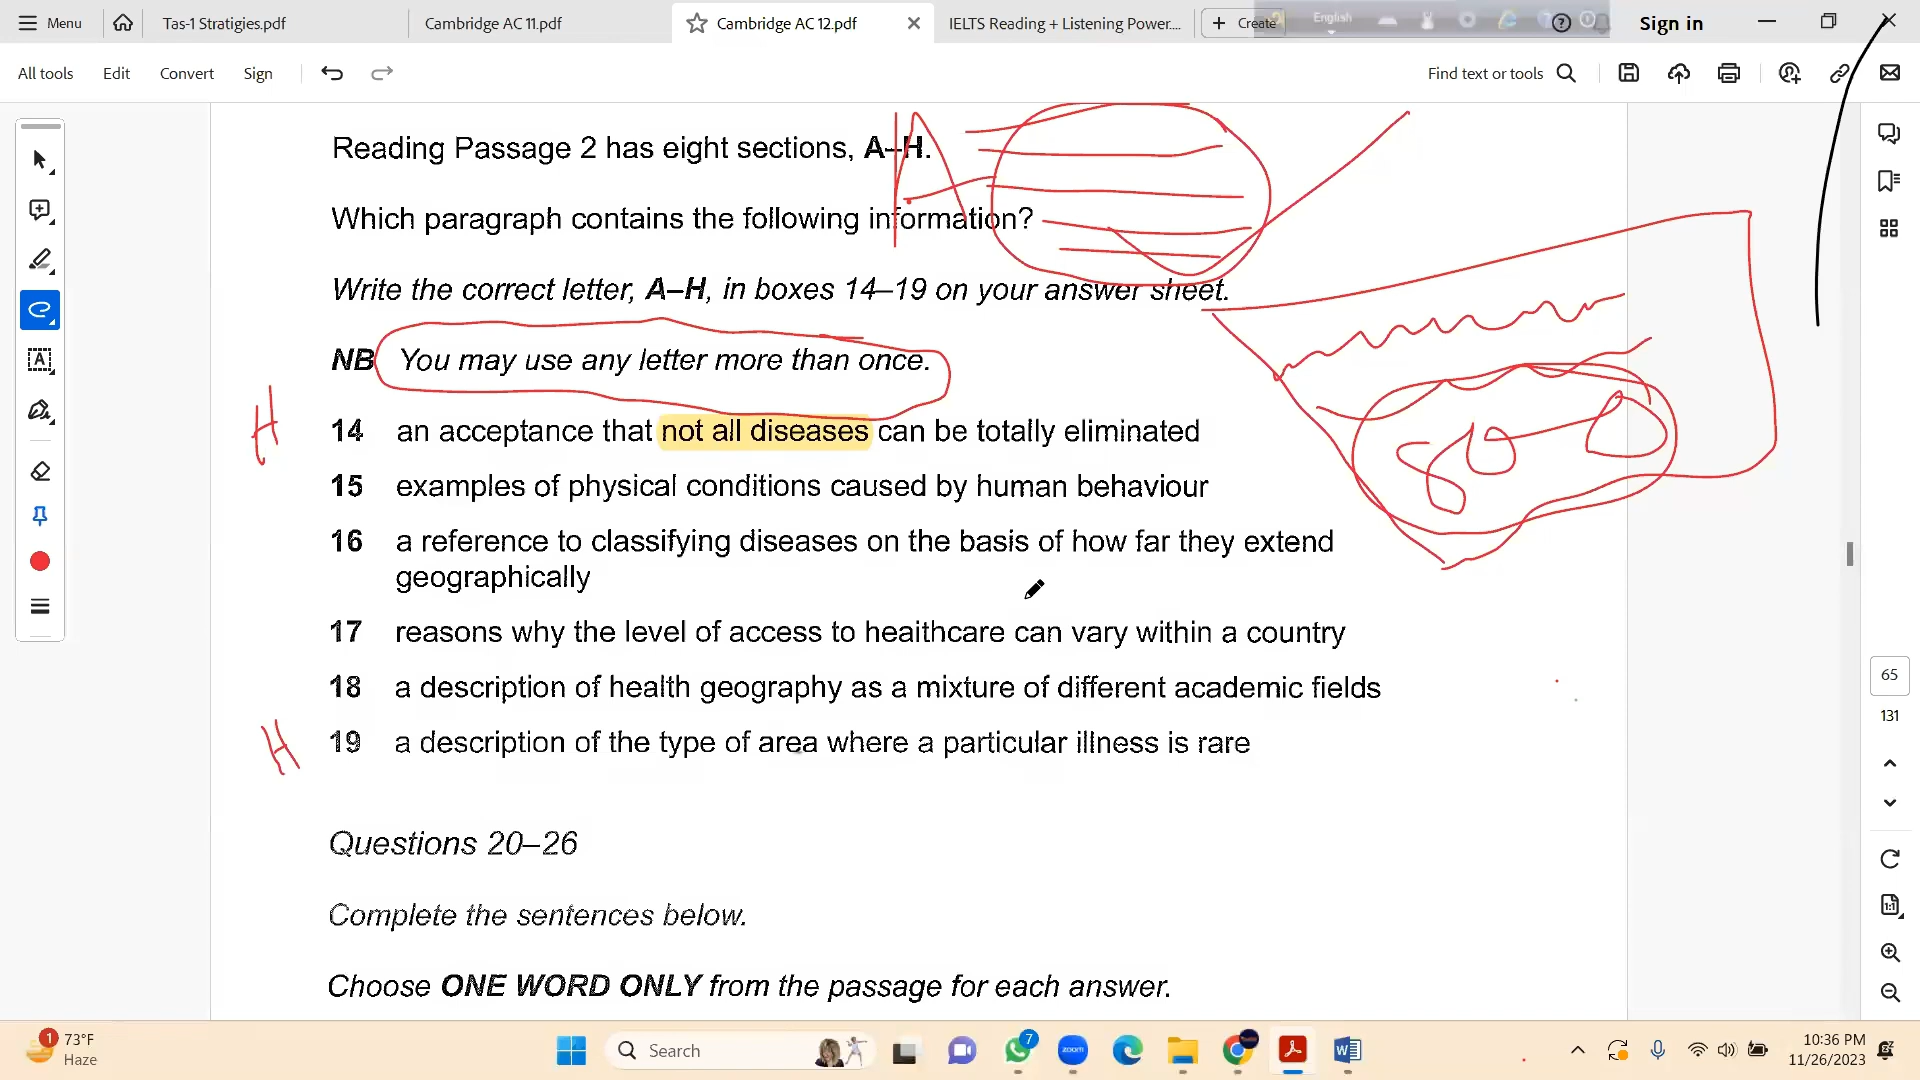 Menu
Tas-1 Stratigies.pdf
Cambridge AC 11.pdf
Cambridge AC 12.pdf
IELTS Reading + Listening Power....
Create
English
Sign in
All tools
Edit
Convert
Sign
Find text or tools
Reading Passage 2 has eight sections, A–H.
A
Which paragraph contains the following information?
Write the correct letter, A–H, in boxes 14–19 on your answer sheet.
NB You may use any letter more than once.
H 14 an acceptance that not all diseases can be totally eliminated
15 examples of physical conditions caused by human behaviour
16 a reference to classifying diseases on the basis of how far they extend
geographically
17 reasons why the level of access to heaithcare can vary within a country
18 a description of health geography as a mixture of different academic fields
H 19 a description of the type of area where a particular illness is rare
Questions 20–26
Complete the sentences below.
Choose ONE WORD ONLY from the passage for each answer.
65
131
1:1
1
73°F
Haze
Search
7
zoom
10:36 PM
11/26/2023